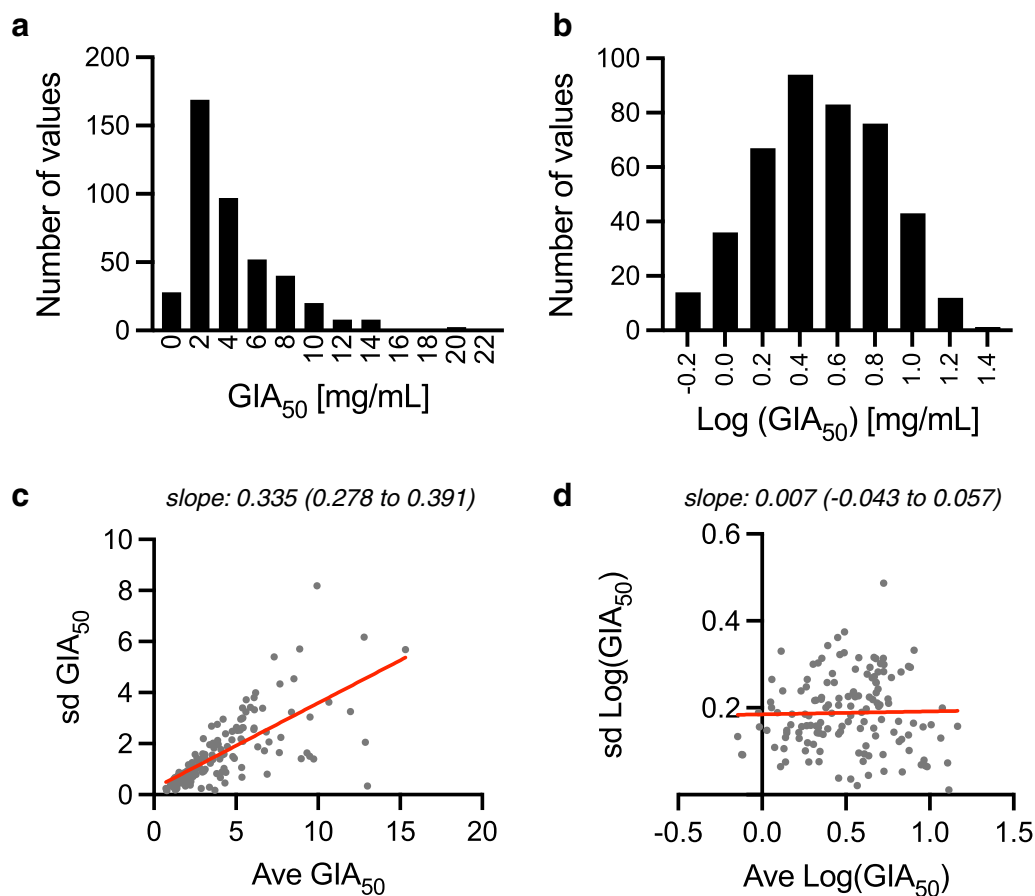 a
200
150
100
50
0
Number of values
0 2 4 6 8 10 12 14 16 18 20 22
GIA50 [mg/mL]
b
100
80
60
40
20
0
Number of values
-0.2 0.0 0.2 0.4 0.6 0.8 1.0 1.2 1.4
Log (GIA50) [mg/mL]
c
slope: 0.335 (0.278 to 0.391)
10
8
6
4
2
0
sd GIA50
0 5 10 15 20
Ave GIA50
d
slope: 0.007 (-0.043 to 0.057)
0.6
0.4
0.2
sd Log(GIA50)
-0.5 0.0 0.5 1.0 1.5
Ave Log(GIA50)